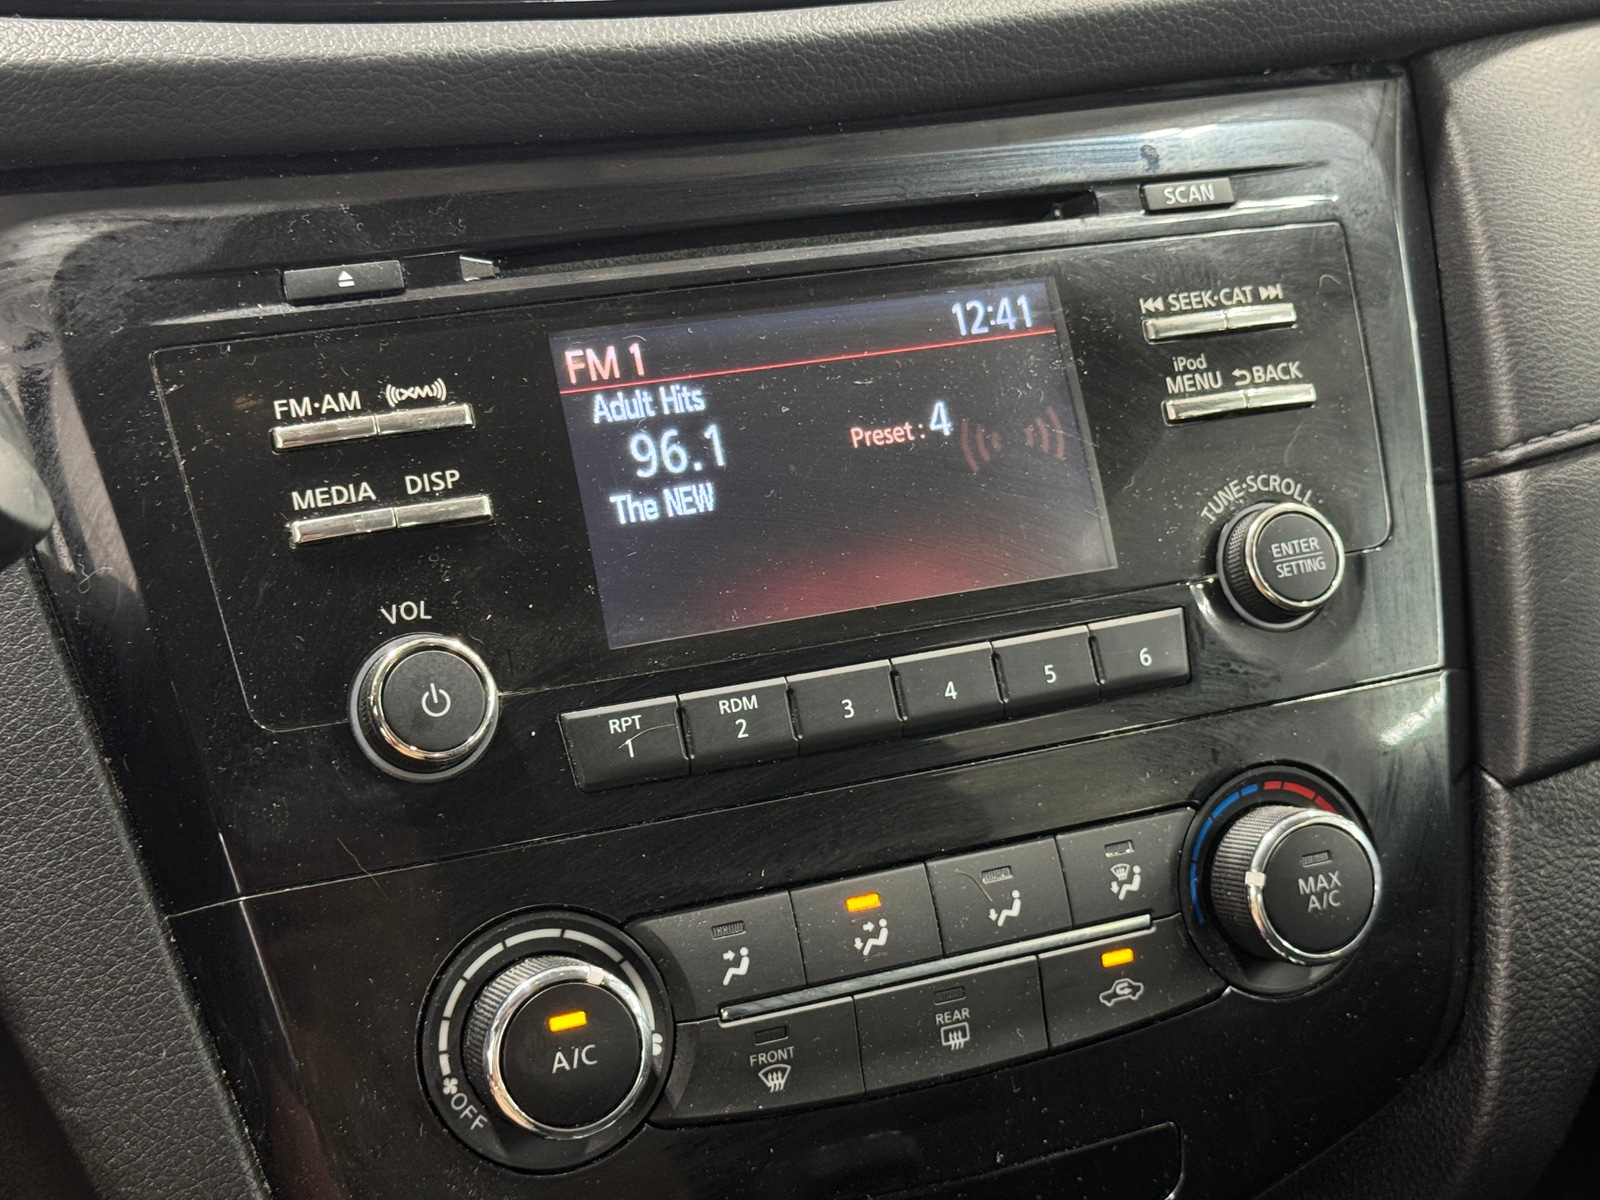 SCAN
SEEK·CAT
12:41
FM 1
FM·AM
XM
Adult Hits
96.1
Preset : 4
The NEW
iPod
MENU
BACK
MEDIA
DISP
TUNE·SCROLL
ENTER
SETTING
VOL
RPT
1
RDM
2
3
4
5
6
MAX
A/C
A/C
OFF
FRONT
REAR